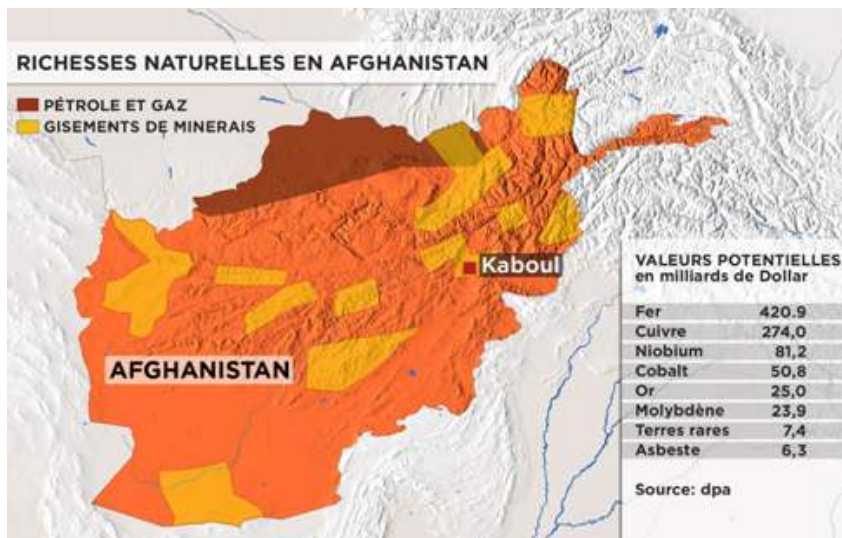 RICHESSES NATURELLES EN AFGHANISTAN
PÉTROLE ET GAZ
GISEMENTS DE MINERAIS
Kaboul
AFGHANISTAN
VALEURS POTENTIELLES
en milliards de Dollar
Fer 420.9
Cuivre 274,0
Niobium 81,2
Cobalt 50,8
Or 25,0
Molybdène 23,9
Terres rares 7,4
Asbeste 6,3
Source: dpa